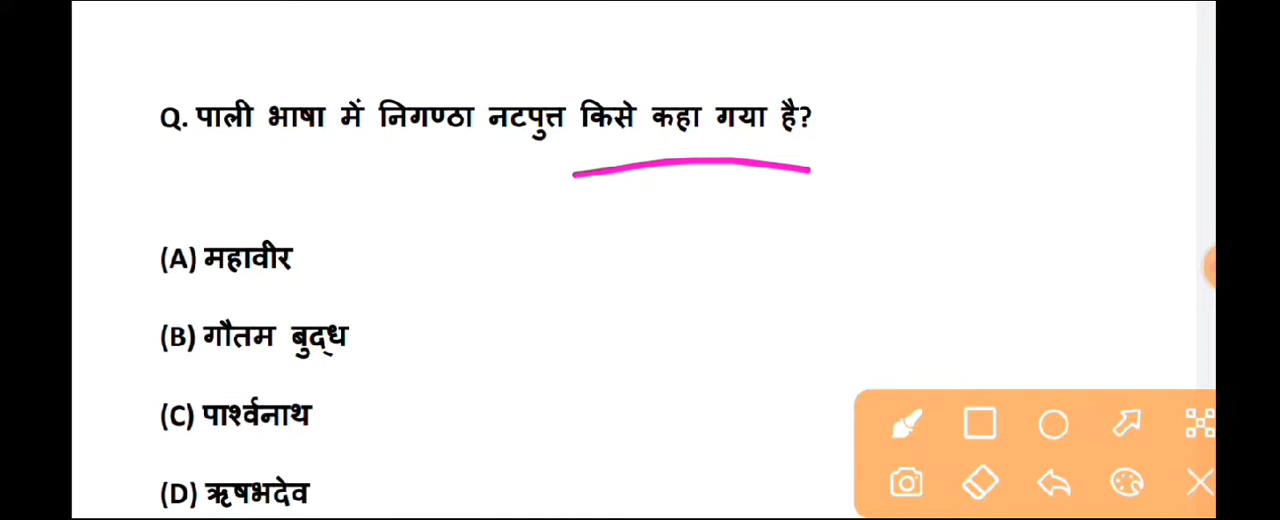 Q. पाली भाषा में निगण्ठा नटपुत्त किसे कहा गया है?
(A) महावीर
(B) गौतम बुद्ध
(C) पार्श्वनाथ
(D) ऋषभदेव